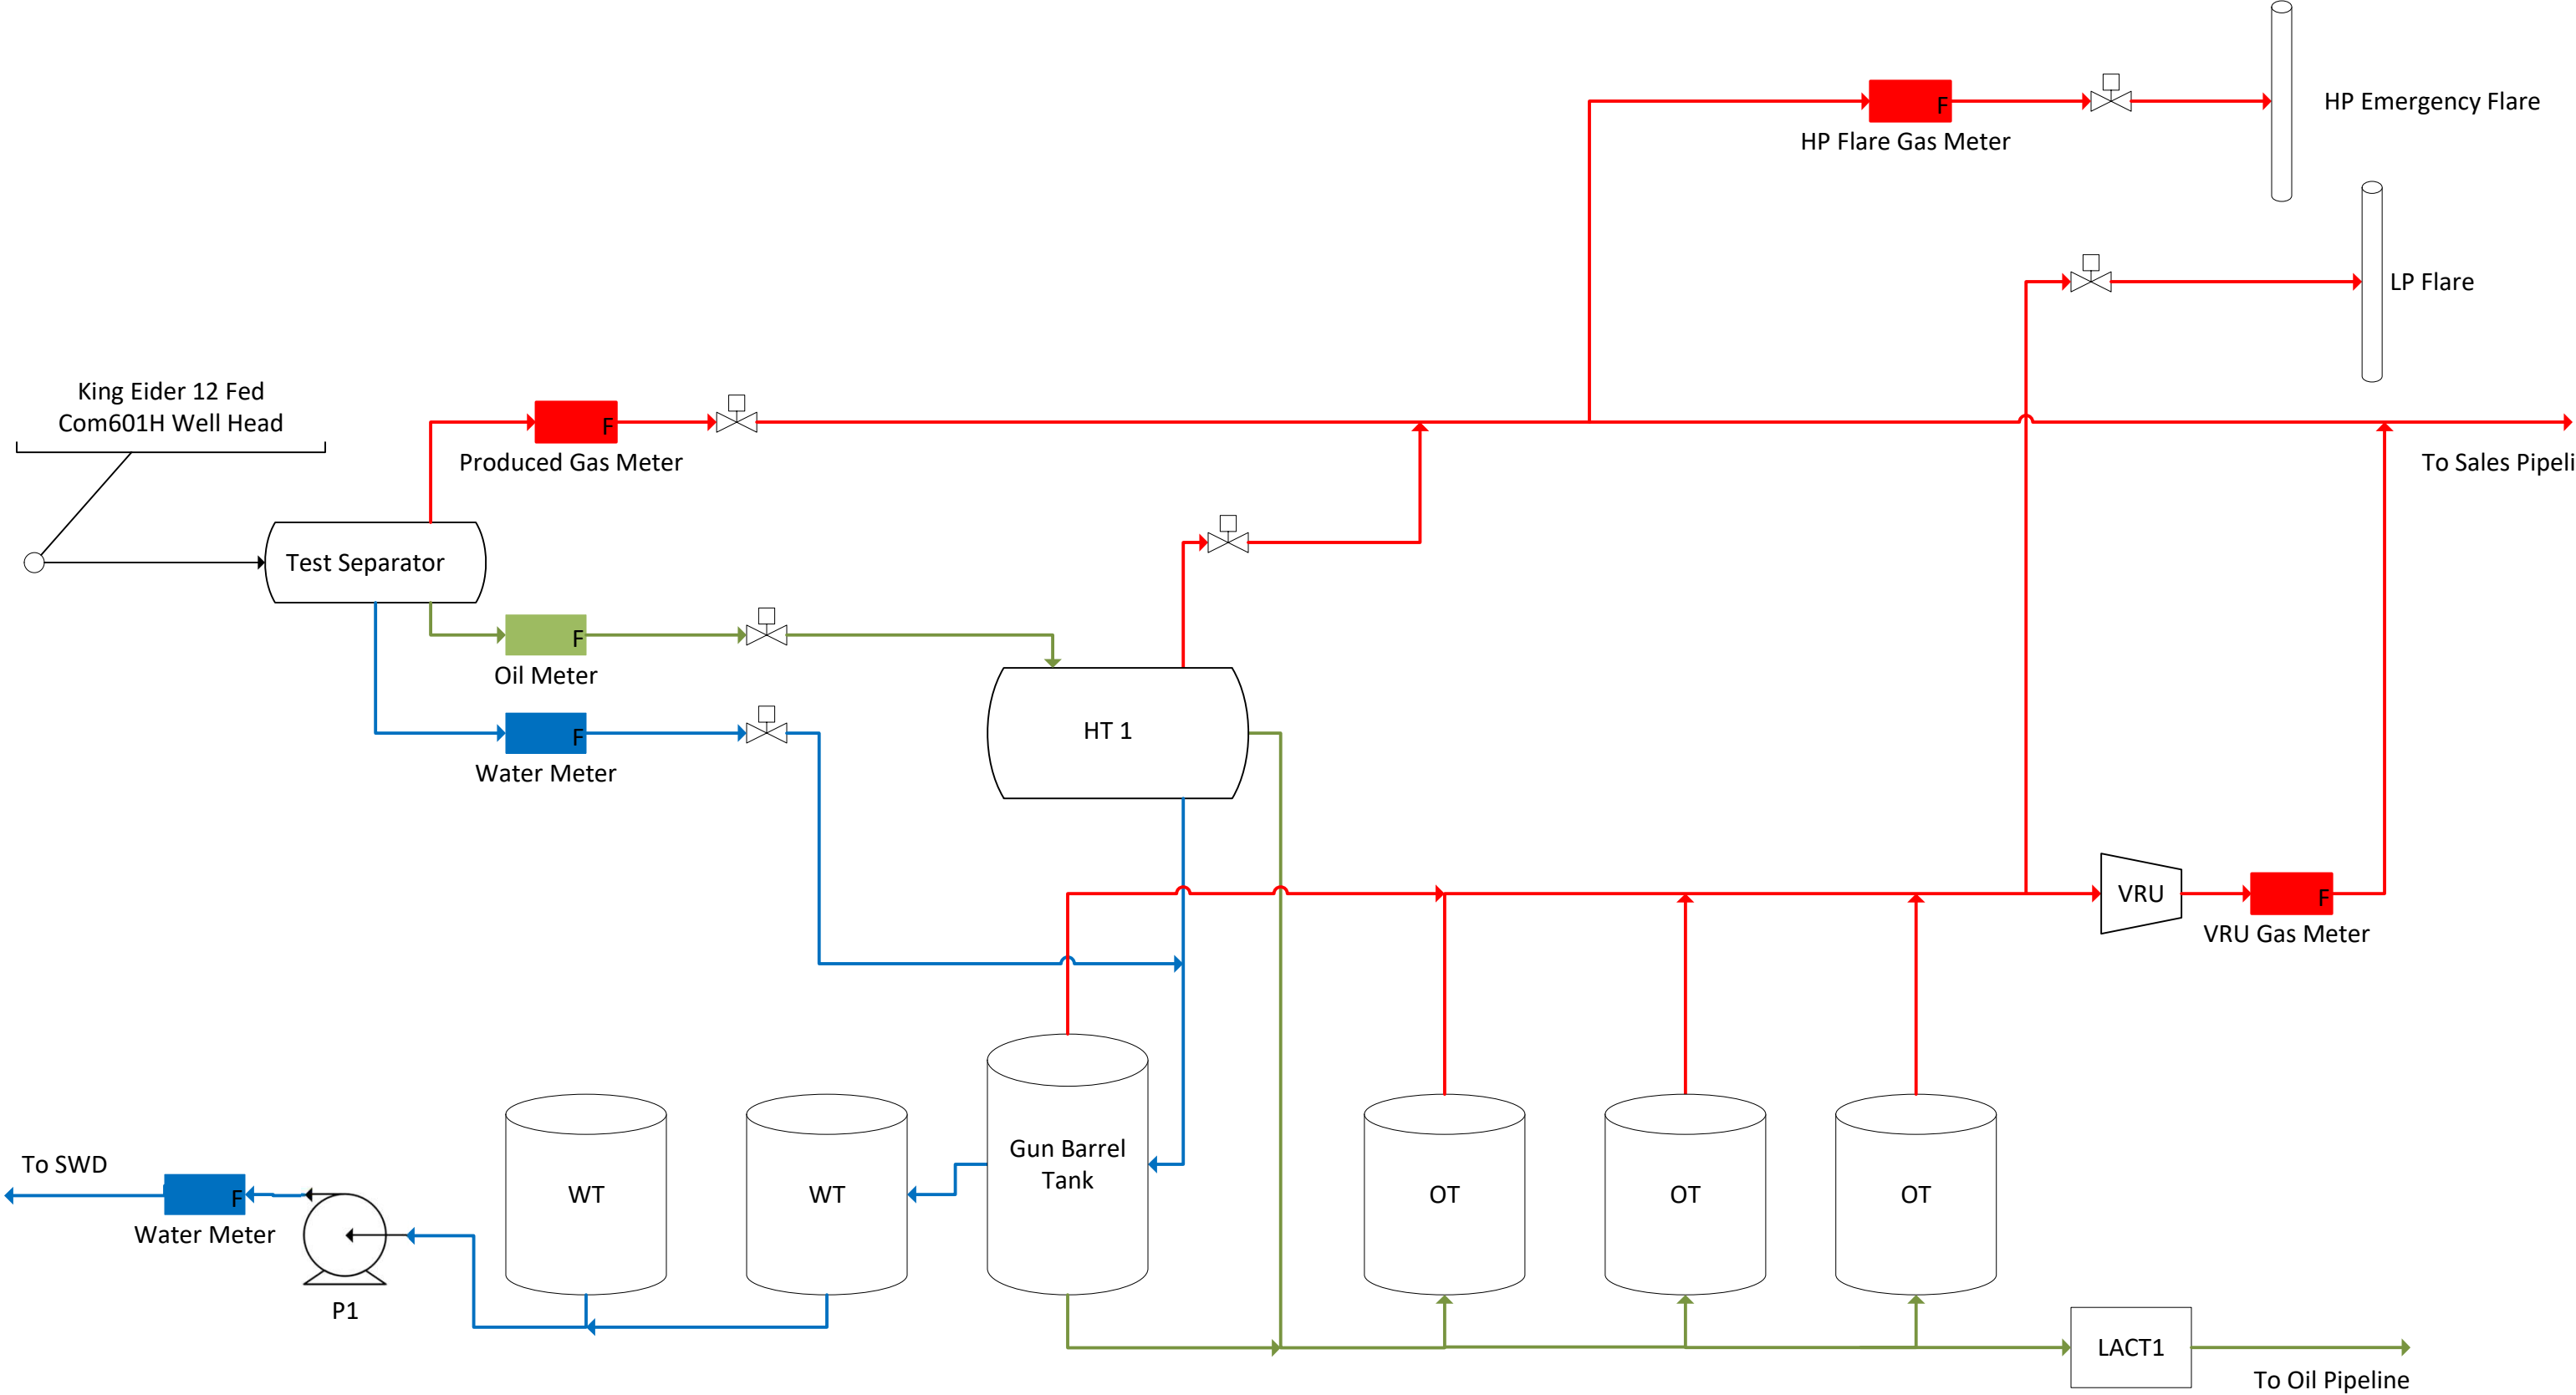 HP Emergency Flare
F
HP Flare Gas Meter
LP Flare
King Eider 12 Fed
Com601H Well Head
F
Produced Gas Meter
To Sales Pipeli
Test Separator
F
Oil Meter
F
Water Meter
HT 1
VRU
F
VRU Gas Meter
Gun Barrel
Tank
To SWD
F
Water Meter
WT
WT
OT
OT
OT
P1
LACT1
To Oil Pipeline